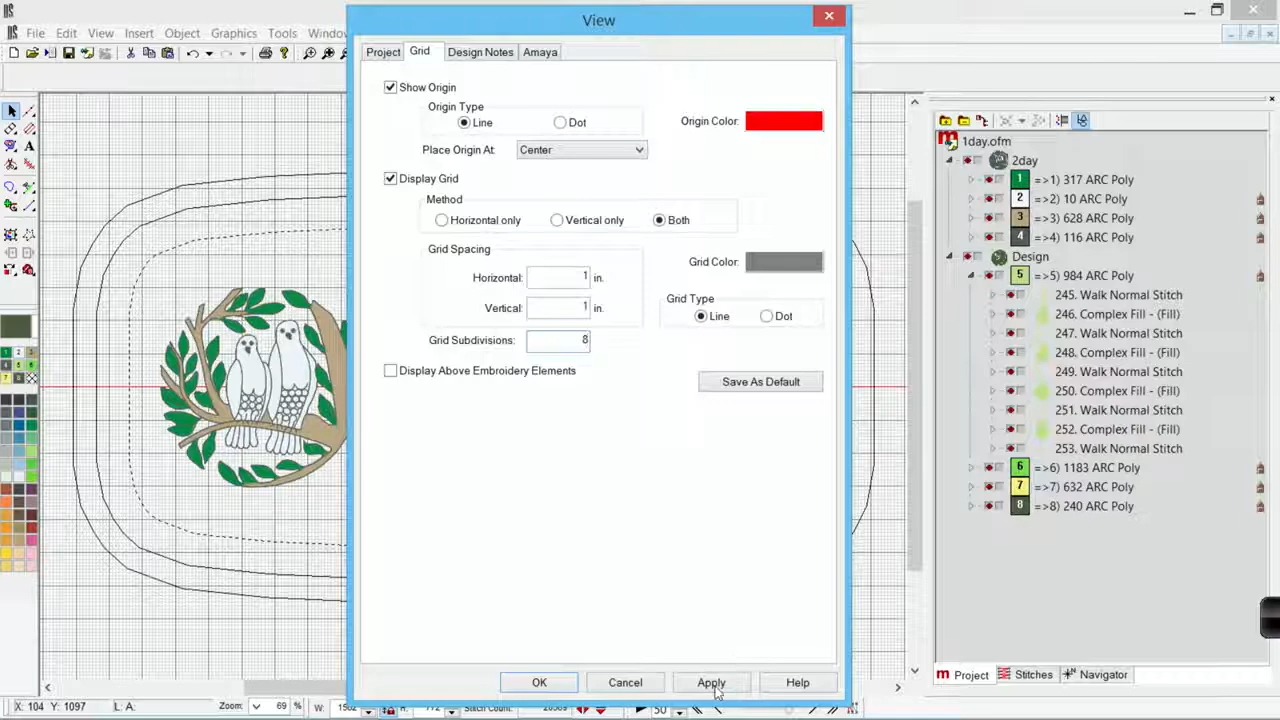 View
File Edit View Insert Object Graphics Tools
Project Grid Design Notes Amaya
Show Origin
Origin Type
Line Dot
Origin Color:
Place Origin At: Center
Display Grid
Method
Horizontal only Vertical only Both
Grid Spacing
Grid Color:
Horizontal: 1 in.
Grid Type
Vertical: 1 in.
Line Dot
Grid Subdivisions: 8
Display Above Embroidery Elements
Save As Default
OK Cancel Apply Help
1day.ofm
2day
1 =>1) 317 ARC Poly
2 =>2) 10 ARC Poly
3 =>3) 628 ARC Poly
4 =>4) 116 ARC Poly
Design
5 =>5) 984 ARC Poly
245. Walk Normal Stitch
246. Complex Fill - (Fill)
247. Walk Normal Stitch
248. Complex Fill - (Fill)
249. Walk Normal Stitch
250. Complex Fill - (Fill)
251. Walk Normal Stitch
252. Complex Fill - (Fill)
253. Walk Normal Stitch
6 =>6) 1183 ARC Poly
7 =>7) 632 ARC Poly
8 =>8) 240 ARC Poly
Project Stitches Navigator
X: 104 Y: 1097 L: A: Zoom: 69 % W: H: 50